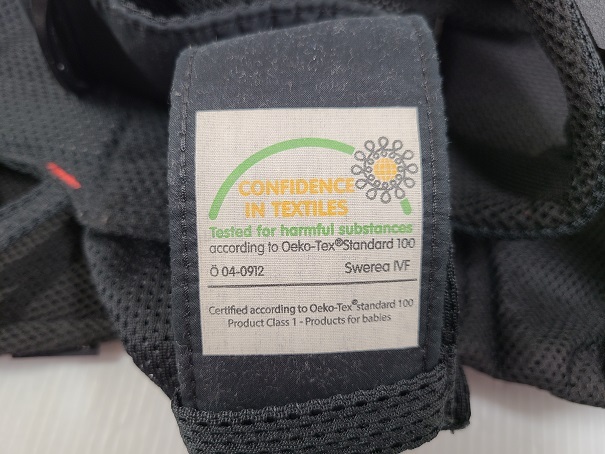 CONFIDENCE
IN TEXTILES
Tested for harmful substances
according to Oeko-Tex®Standard 100
Ö 04-0912 Swerea IVF
Certified according to Oeko-Tex®standard 100
Product Class 1 - Products for babies